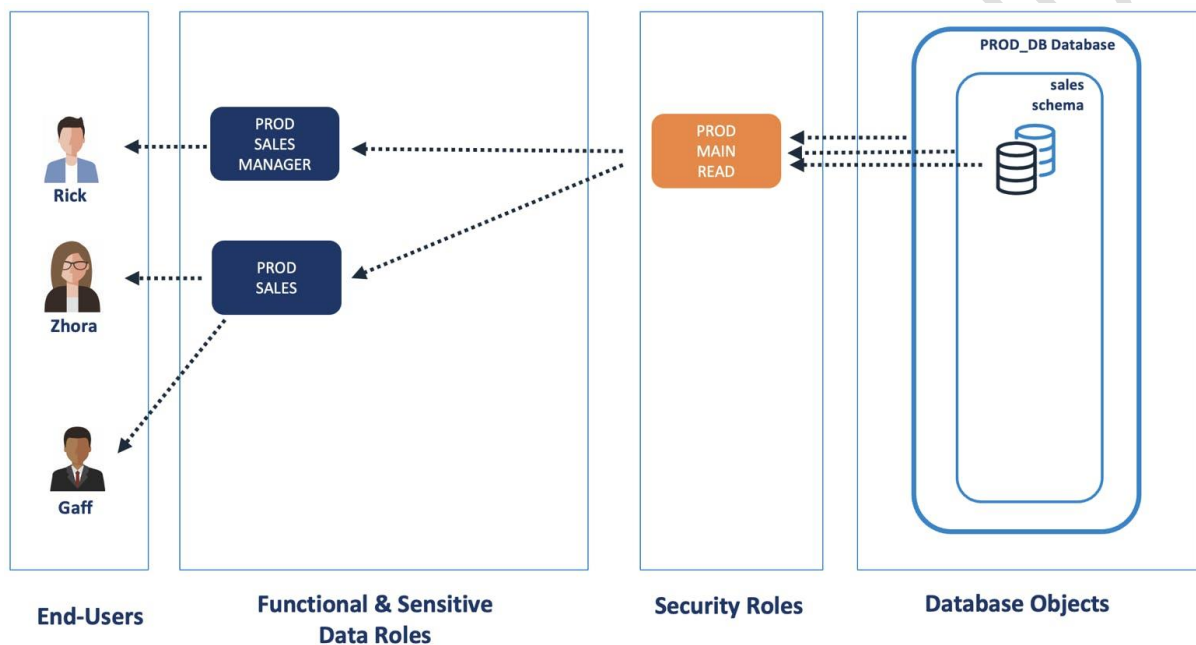 PROD_DB Database
sales
schema
PROD
SALES
MANAGER
PROD
MAIN
READ
Rick
PROD
SALES
Zhora
Gaff
End-Users
Functional & Sensitive
Data Roles
Security Roles
Database Objects